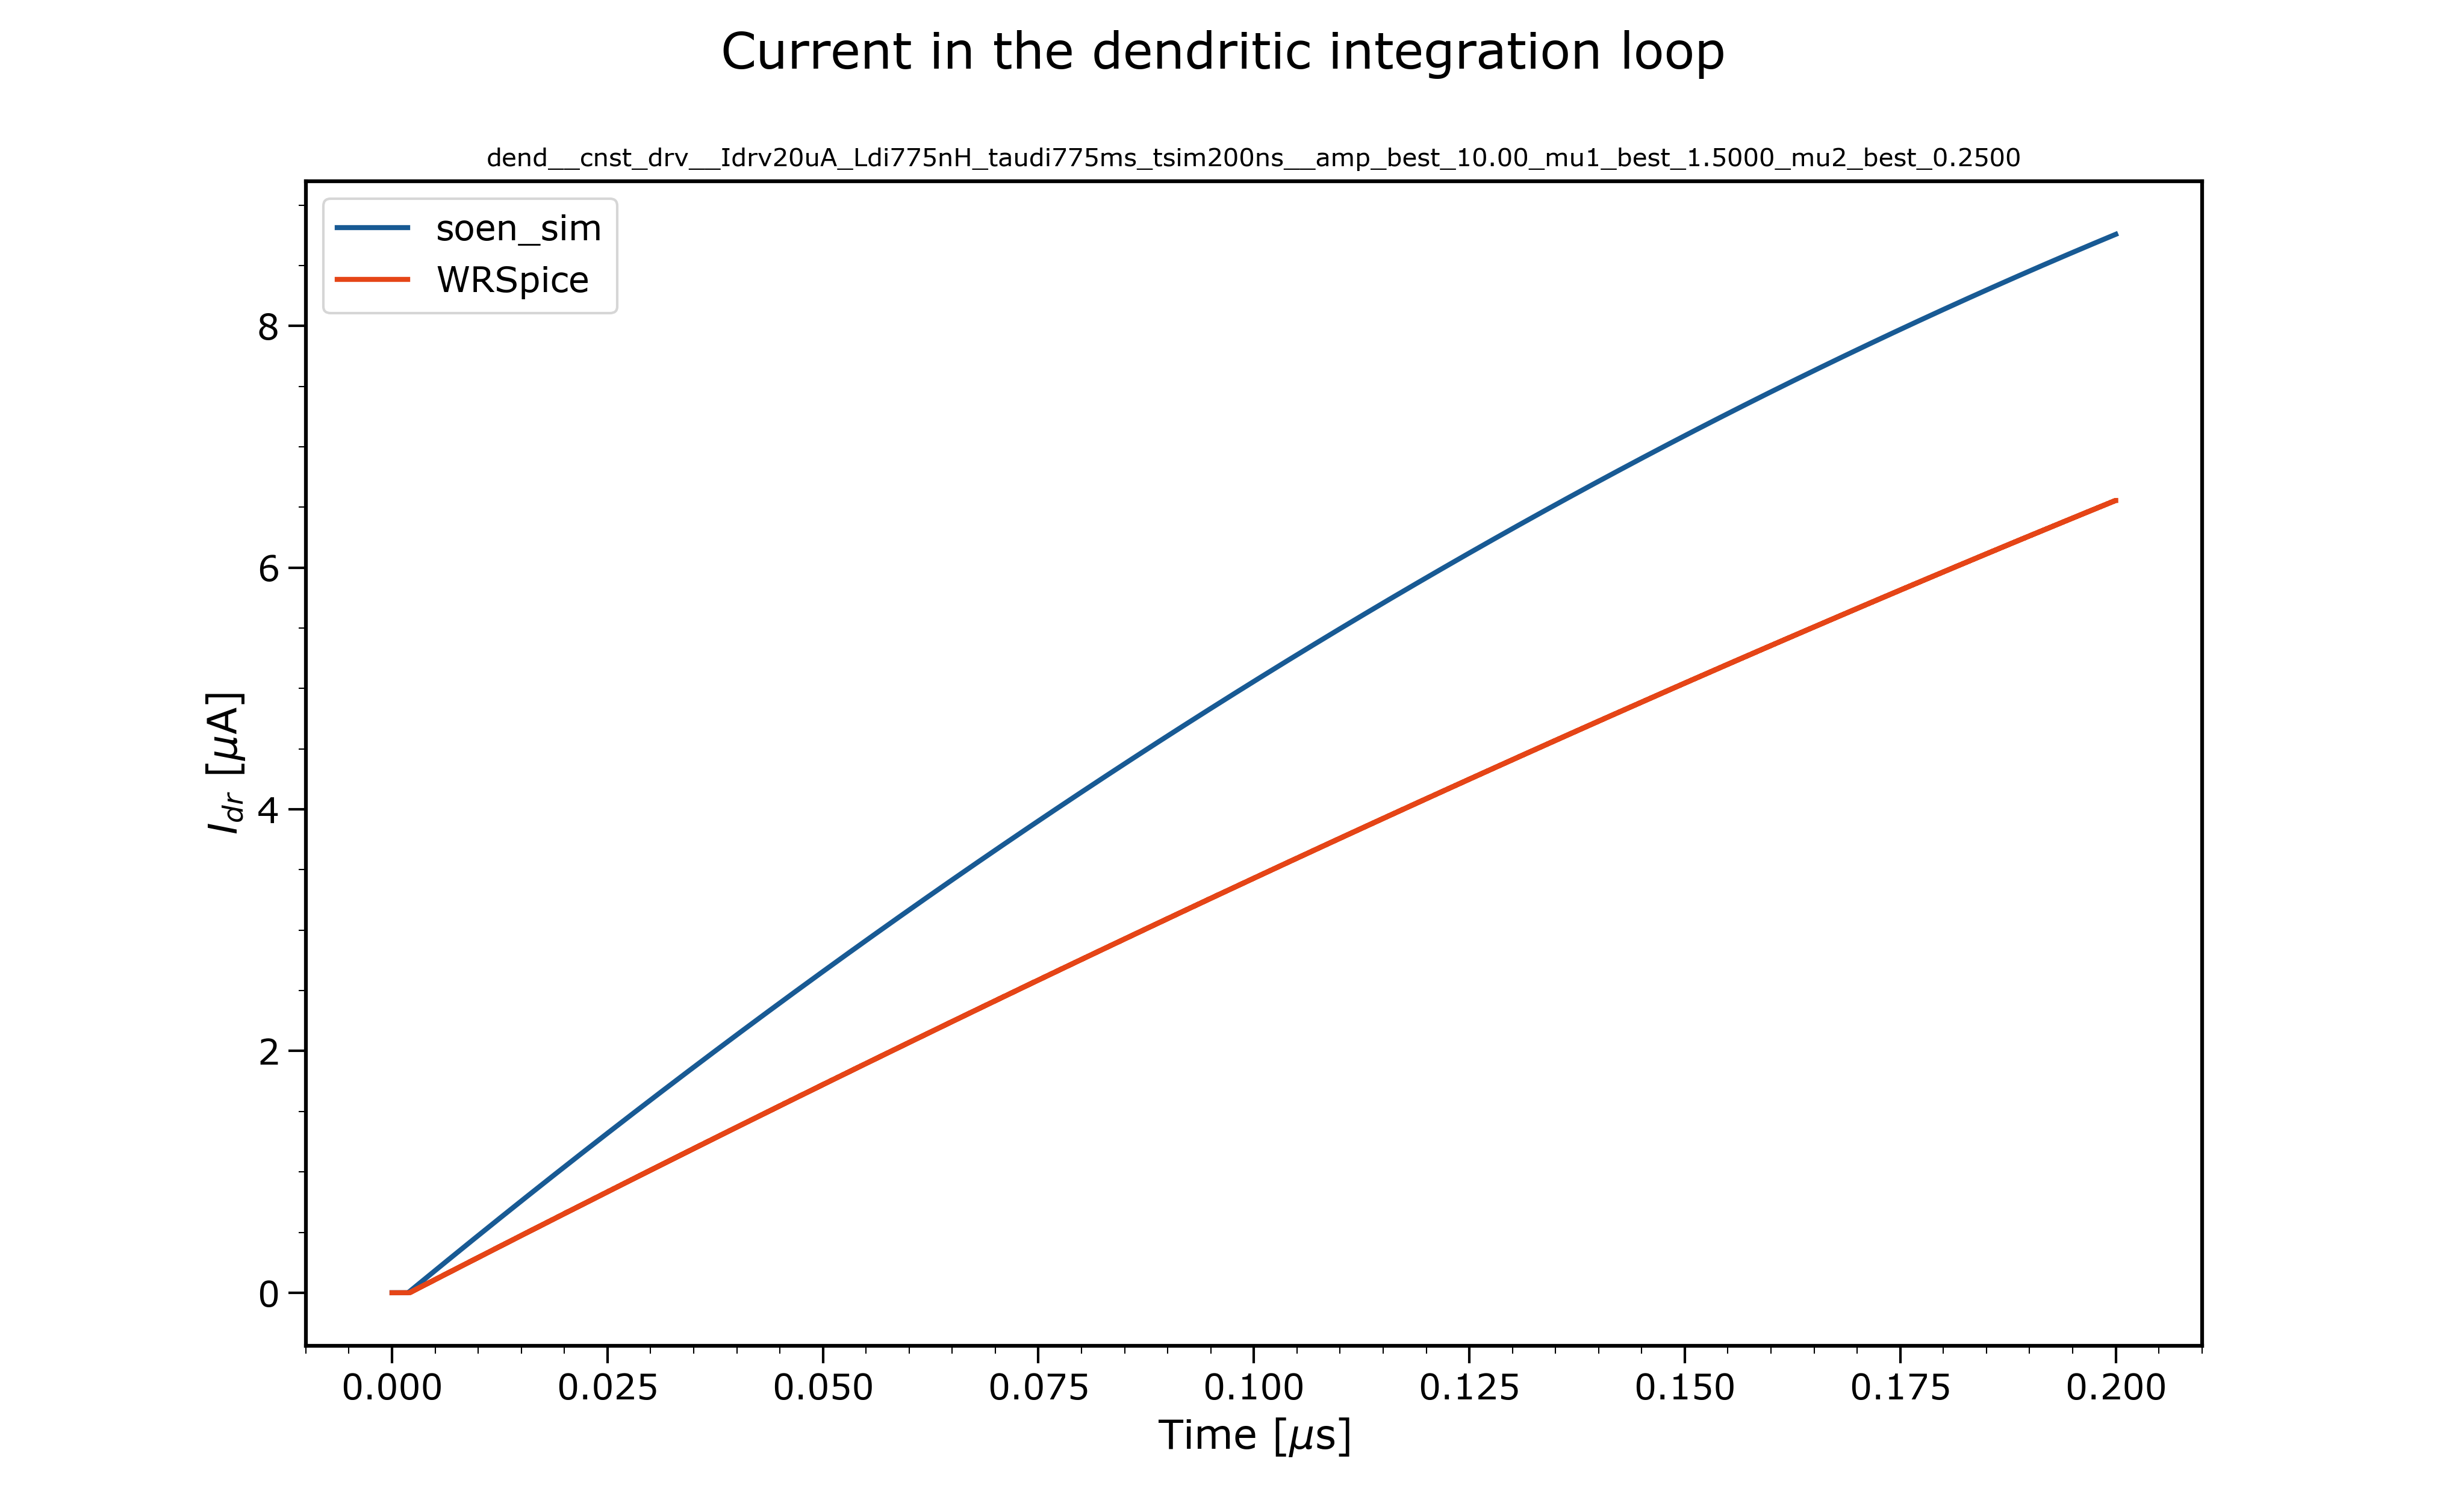 Current in the dendritic integration loop
dend__cnst_drv__Idrv20uA_Ldi775nH_taudi775ms_tsim200ns__amp_best_10.00_mu1_best_1.5000_mu2_best_0.2500
soen_sim
WRSpice
8
6
4
2
0
I_dr [μA]
0.000 0.025 0.050 0.075 0.100 0.125 0.150 0.175 0.200
Time [μs]